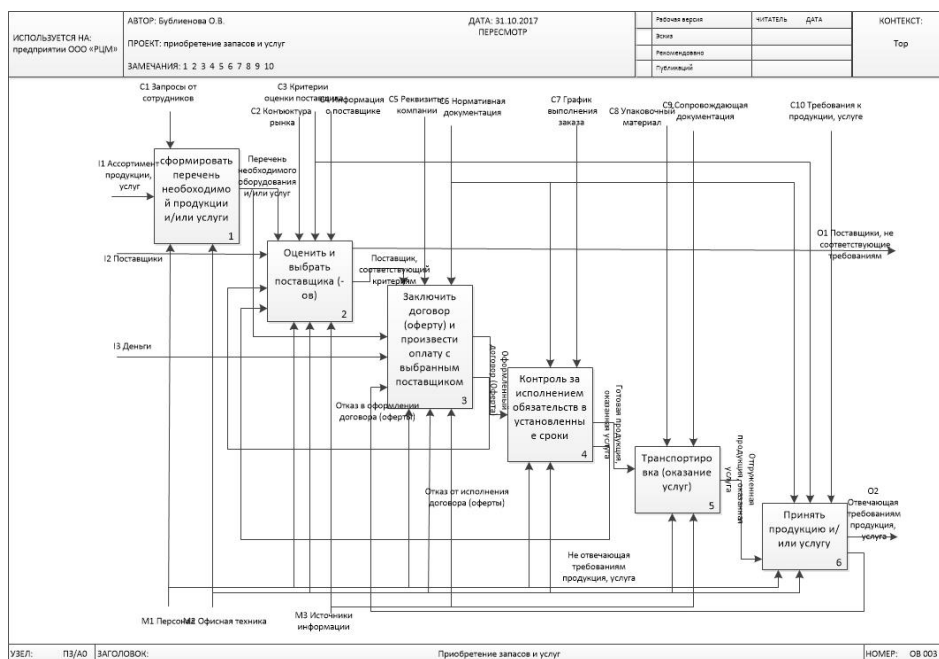 ИСПОЛЬЗУЕТСЯ НА:
предприятии ООО «РЦМ»
АВТОР: Бублиенова О.В.
ПРОЕКТ: приобретение запасов и услуг
ЗАМЕЧАНИЯ: 1 2 3 4 5 6 7 8 9 10
ДАТА: 31.10.2017
ПЕРЕСМОТР
Рабочая версия
Эскиз
Рекомендовано
Публикаций
ЧИТАТЕЛЬ ДАТА
КОНТЕКСТ:
Top
C1 Запросы от
сотрудников
C3 Критерии
оценки поставщика
C2 Конъюктура
рынка
Информация
о поставщике
C5 Реквизиты
компании
C6 Нормативная
документация
C7 График
выполнения
заказа
C8 Упаковочный
материал
C9 Сопровождающая
документация
C10 Требования к
продукции, услуге
I1 Ассортимент
продукции,
услуг
сформировать
перечень
необоходимо
й продукции
и/или услуги
1
Перечень
необходимого
оборудования
и/или услуг
I2 Поставщики
Оценить и
выбрать
поставщика (-
ов)
2
Поставщик,
соответствующий
критериям
O1 Поставщики, не
соответствующие
требованиям
I3 Деньги
Заключить
договор
(оферту) и
произвести
оплату с
выбранным
поставщиком
3
Оформленный
договор (Оферта)
Отказ в оформлении
договора (оферты)
Контроль за
исполнением
обязательств в
установленны
е сроки
4
Готовая продукция,
оказанная услуга
Отказ от исполнения
договора (оферты)
Транспортиро
вка (оказание
услуг)
5
Отгруженная
продукция, оказанная
услуга
Принять
продукцию и/
или услугу
6
O2
Отвечающая
требованиям
продукция,
услуга
Не отвечающая
требованиям
продукция, услуга
M1 Персонал
Офисная техника
M3 Источники
информации
УЗЕЛ: П3/А0
ЗАГОЛОВОК:
Приобретение запасов и услуг
НОМЕР: ОВ 003